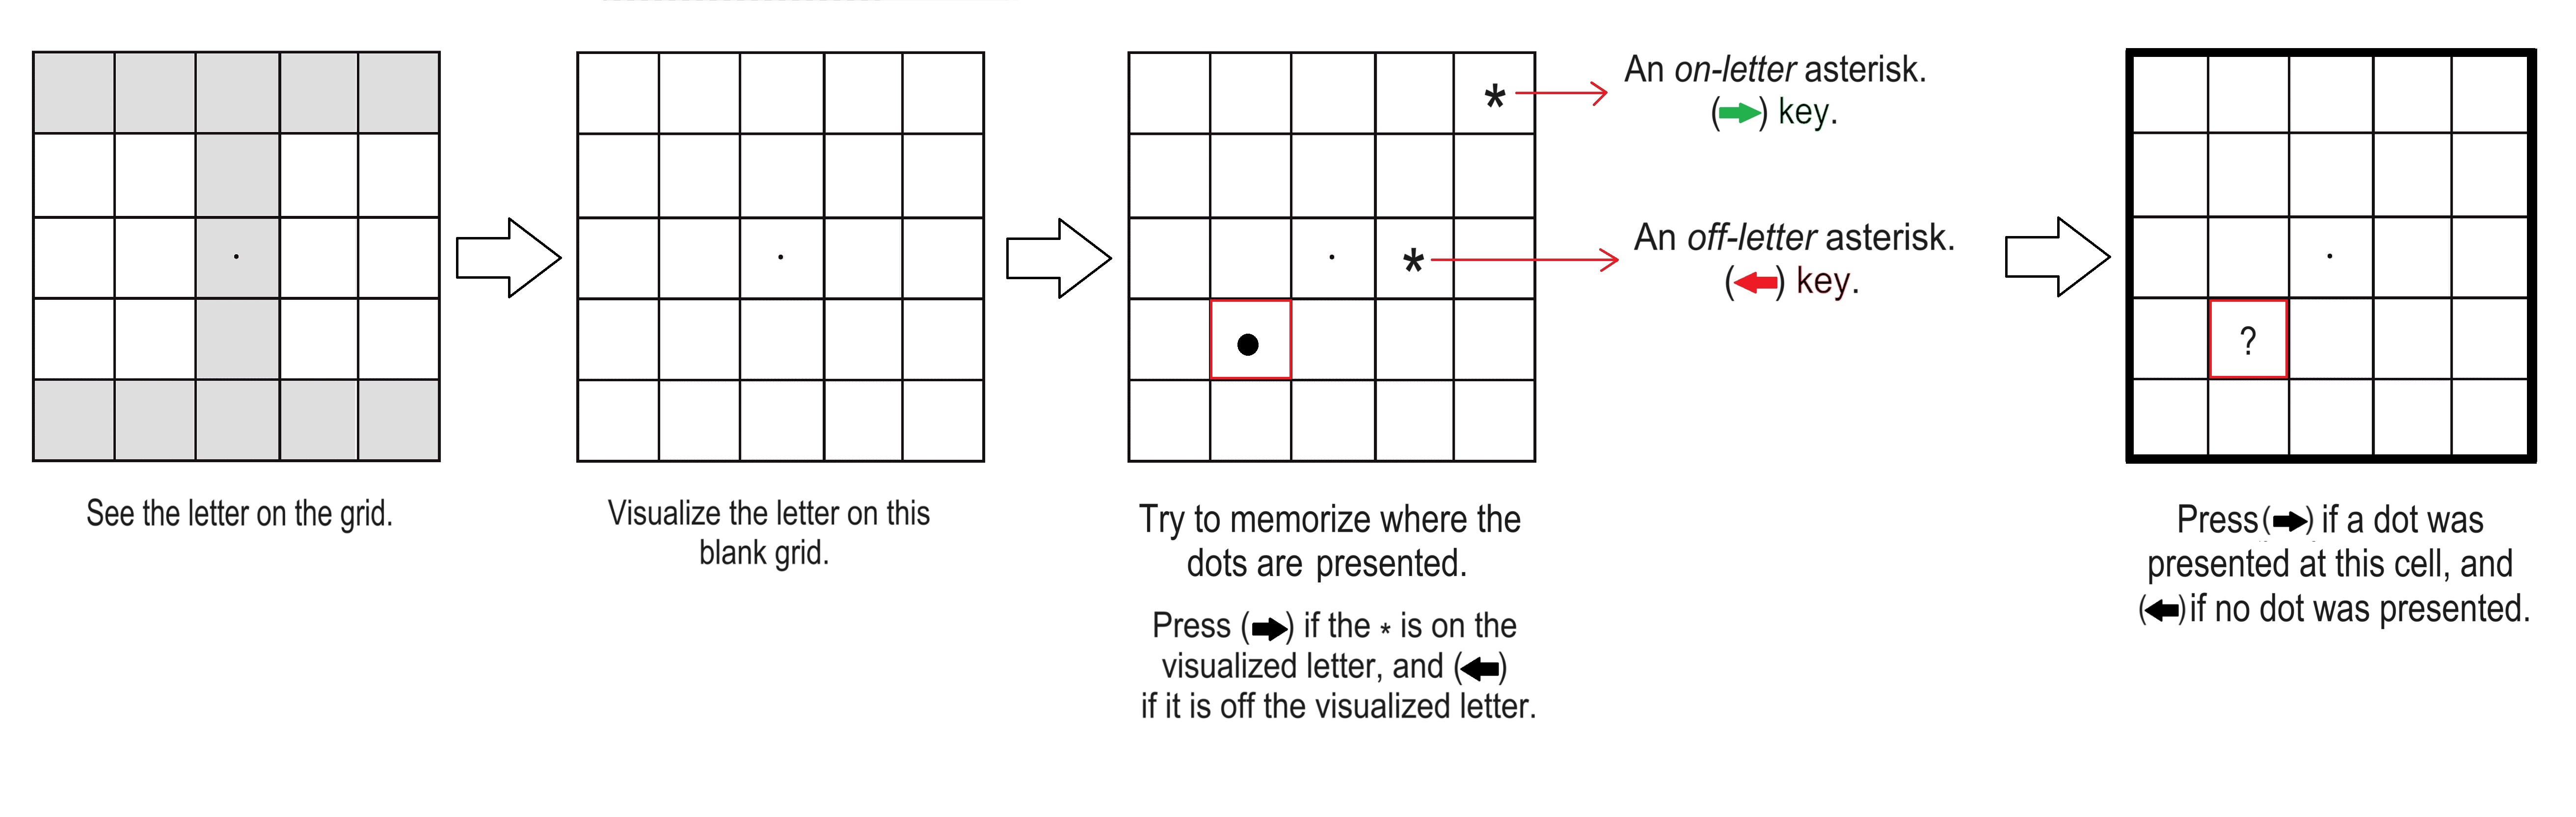 *
An on-letter asterisk.
(➡) key.
*
An off-letter asterisk.
(⬅) key.
?
See the letter on the grid.
Visualize the letter on this
blank grid.
Try to memorize where the
dots are presented.
Press (➡) if the * is on the
visualized letter, and (⬅)
if it is off the visualized letter.
Press(➡) if a dot was
presented at this cell, and
(⬅)if no dot was presented.